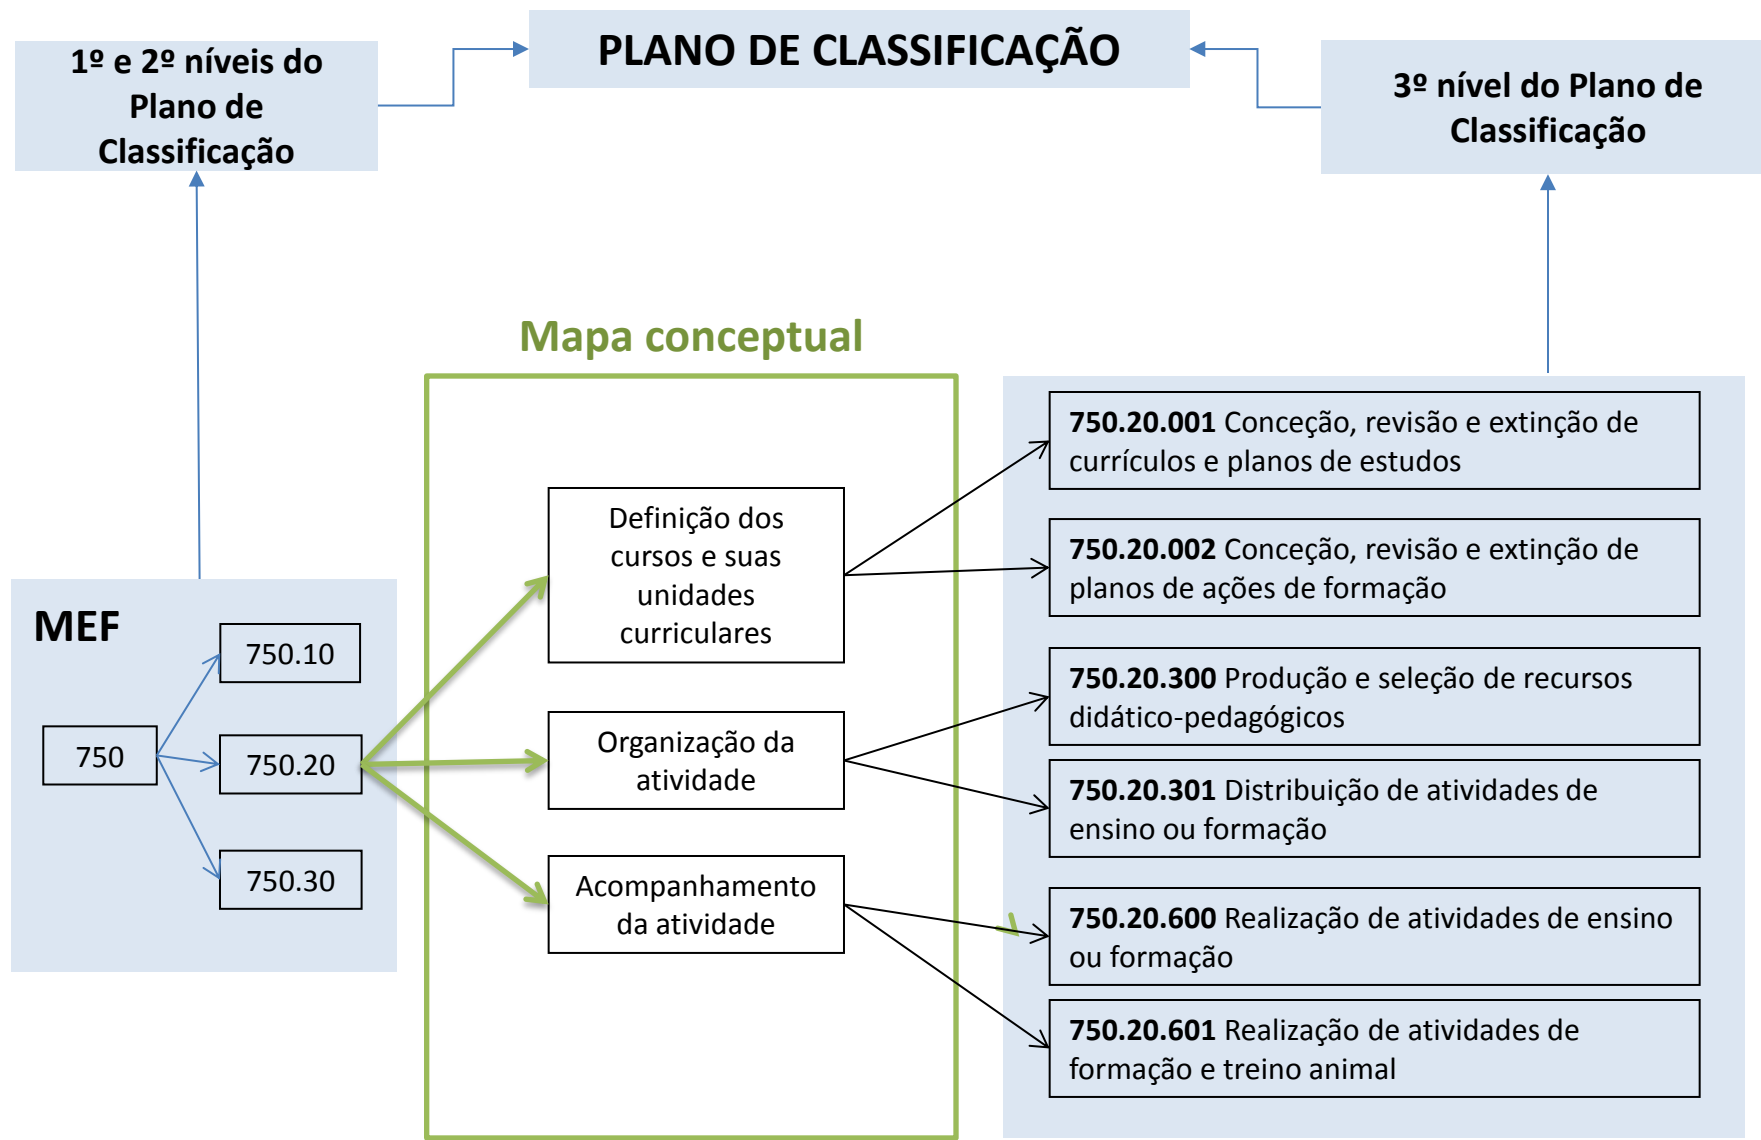 1º e 2º níveis do
Plano de
Classificação
PLANO DE CLASSIFICAÇÃO
3º nível do Plano de
Classificação
Mapa conceptual
MEF
750
750.10
750.20
750.30
Definição dos
cursos e suas
unidades
curriculares
Organização da
atividade
Acompanhamento
da atividade
750.20.001 Conceção, revisão e extinção de
currículos e planos de estudos
750.20.002 Conceção, revisão e extinção de
planos de ações de formação
750.20.300 Produção e seleção de recursos
didático-pedagógicos
750.20.301 Distribuição de atividades de
ensino ou formação
750.20.600 Realização de atividades de ensino
ou formação
750.20.601 Realização de atividades de
formação e treino animal